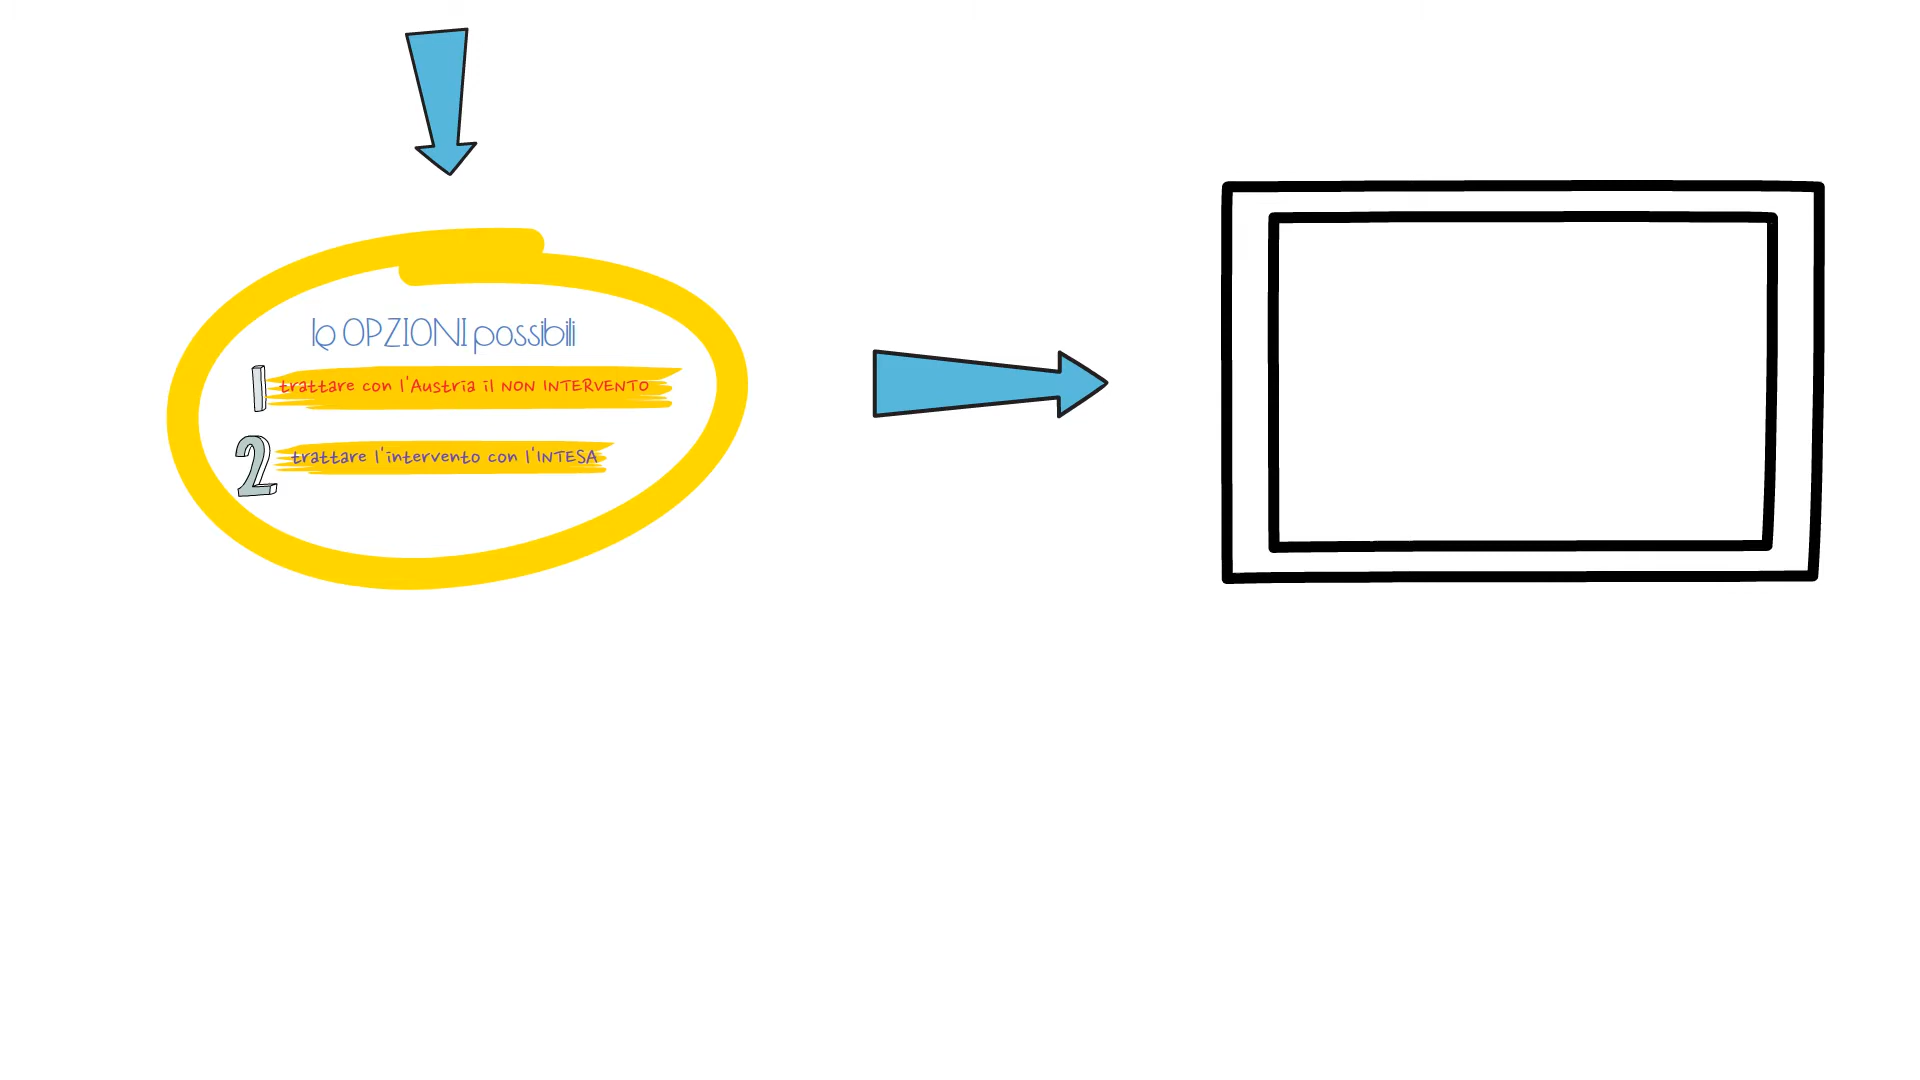 le OPZIONI possibili
1 trattare con l'Austria il NON INTERVENTO
2 trattare l'intervento con l'INTESA